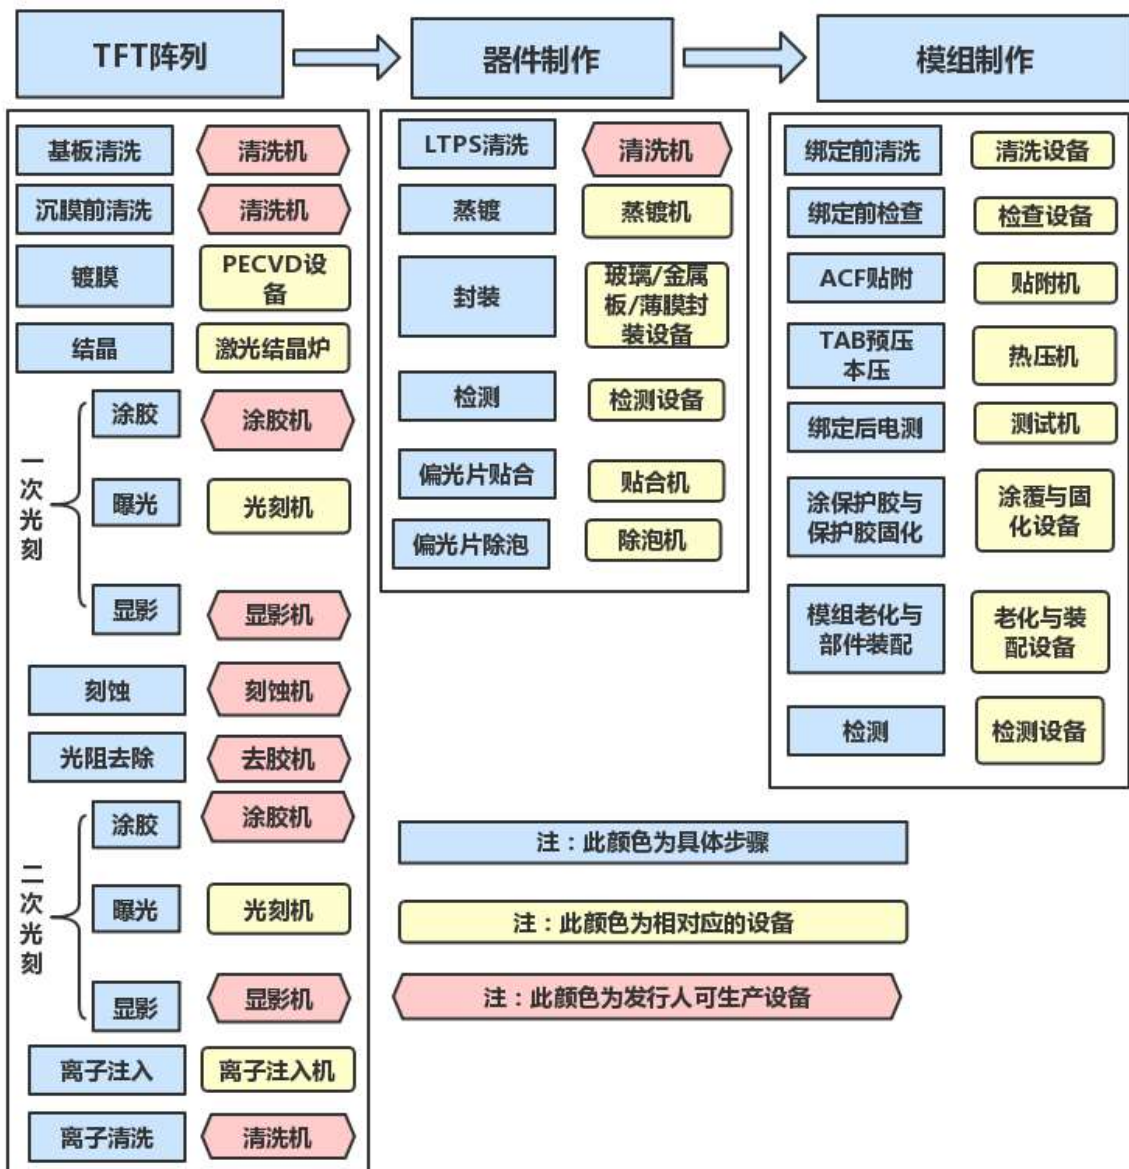 TFT阵列
器件制作
模组制作
基板清洗
清洗机
沉膜前清洗
清洗机
镀膜
PECVD设
备
结晶
激光结晶炉
一次光刻
涂胶
涂胶机
曝光
光刻机
显影
显影机
刻蚀
刻蚀机
光阻去除
去胶机
二次光刻
涂胶
涂胶机
曝光
光刻机
显影
显影机
离子注入
离子注入机
离子清洗
清洗机
LTPS清洗
清洗机
蒸镀
蒸镀机
封装
玻璃/金属
板/薄膜封
装设备
检测
检测设备
偏光片贴合
贴合机
偏光片除泡
除泡机
绑定前清洗
清洗设备
绑定前检查
检查设备
ACF贴附
贴附机
TAB预压
本压
热压机
绑定后电测
测试机
涂保护胶与
保护胶固化
涂覆与固
化设备
模组老化与
部件装配
老化与装
配设备
检测
检测设备
注：此颜色为具体步骤
注：此颜色为相对应的设备
注：此颜色为发行人可生产设备